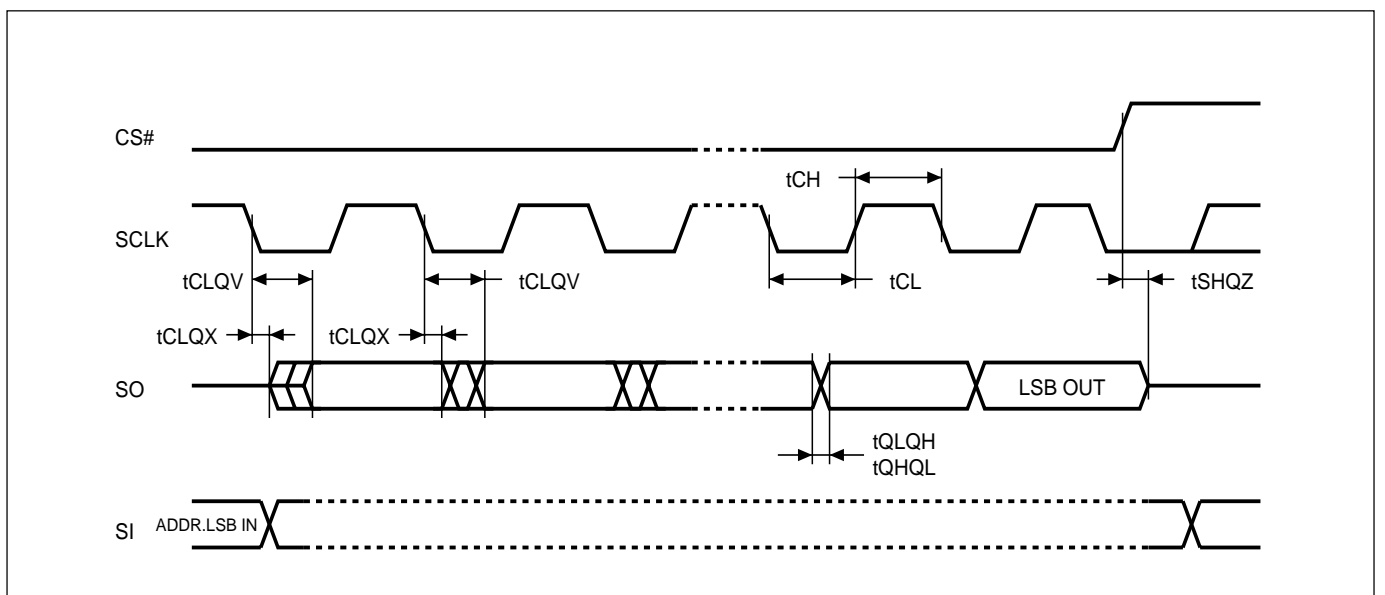 CS#
tCH
SCLK
tCLQV
tCLQV
tCL
tSHQZ
tCLQX
tCLQX
SO
LSB OUT
tQLQH
tQHQL
SI
ADDR.LSB IN